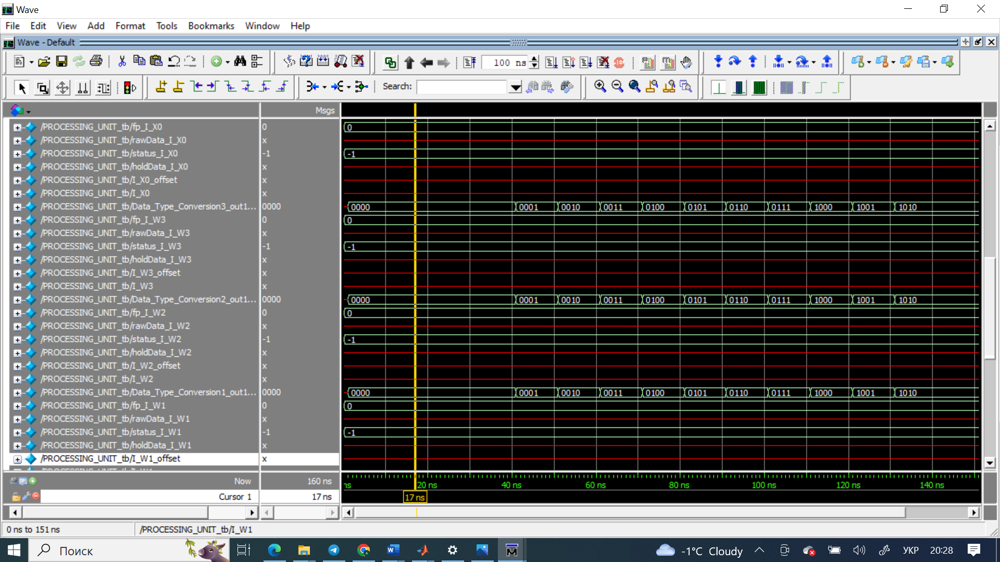 Wave
File Edit View Add Format Tools Bookmarks Window Help
Wave - Default
100 ns
Search:
Msgs
/PROCESSING_UNIT_tb/fp_I_X0 0 0
/PROCESSING_UNIT_tb/rawData_I_X0 x
/PROCESSING_UNIT_tb/status_I_X0 -1 -1
/PROCESSING_UNIT_tb/holdData_I_X0 x
/PROCESSING_UNIT_tb/I_X0_offset x
/PROCESSING_UNIT_tb/I_X0 x
/PROCESSING_UNIT_tb/Data_Type_Conversion3_out1... 0000 0000 0001 0010 0011 0100 0101 0110 0111 1000 1001 1010
/PROCESSING_UNIT_tb/fp_I_W3 0 0
/PROCESSING_UNIT_tb/rawData_I_W3 x
/PROCESSING_UNIT_tb/status_I_W3 -1 -1
/PROCESSING_UNIT_tb/holdData_I_W3 x
/PROCESSING_UNIT_tb/I_W3_offset x
/PROCESSING_UNIT_tb/I_W3 x
/PROCESSING_UNIT_tb/Data_Type_Conversion2_out1... 0000 0000 0001 0010 0011 0100 0101 0110 0111 1000 1001 1010
/PROCESSING_UNIT_tb/fp_I_W2 0 0
/PROCESSING_UNIT_tb/rawData_I_W2 x
/PROCESSING_UNIT_tb/status_I_W2 -1 -1
/PROCESSING_UNIT_tb/holdData_I_W2 x
/PROCESSING_UNIT_tb/I_W2_offset x
/PROCESSING_UNIT_tb/I_W2 x
/PROCESSING_UNIT_tb/Data_Type_Conversion1_out1... 0000 0000 0001 0010 0011 0100 0101 0110 0111 1000 1001 1010
/PROCESSING_UNIT_tb/fp_I_W1 0 0
/PROCESSING_UNIT_tb/rawData_I_W1 x
/PROCESSING_UNIT_tb/status_I_W1 -1 -1
/PROCESSING_UNIT_tb/holdData_I_W1 x
/PROCESSING_UNIT_tb/I_W1_offset x
Now 160 ns ns 20 ns 40 ns 60 ns 80 ns 100 ns 120 ns 140 ns
Cursor 1 17 ns 17 ns
0 ns to 151 ns /PROCESSING_UNIT_tb/I_W1
Поиск -1°C Cloudy УКР 20:28